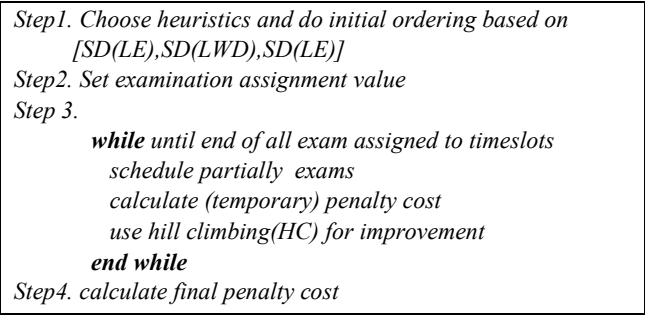 Step1. Choose heuristics and do initial ordering based on
[SD(LE),SD(LWD),SD(LE)]
Step2. Set examination assignment value
Step 3.
while until end of all exam assigned to timeslots
schedule partially exams
calculate (temporary) penalty cost
use hill climbing(HC) for improvement
end while
Step4. calculate final penalty cost